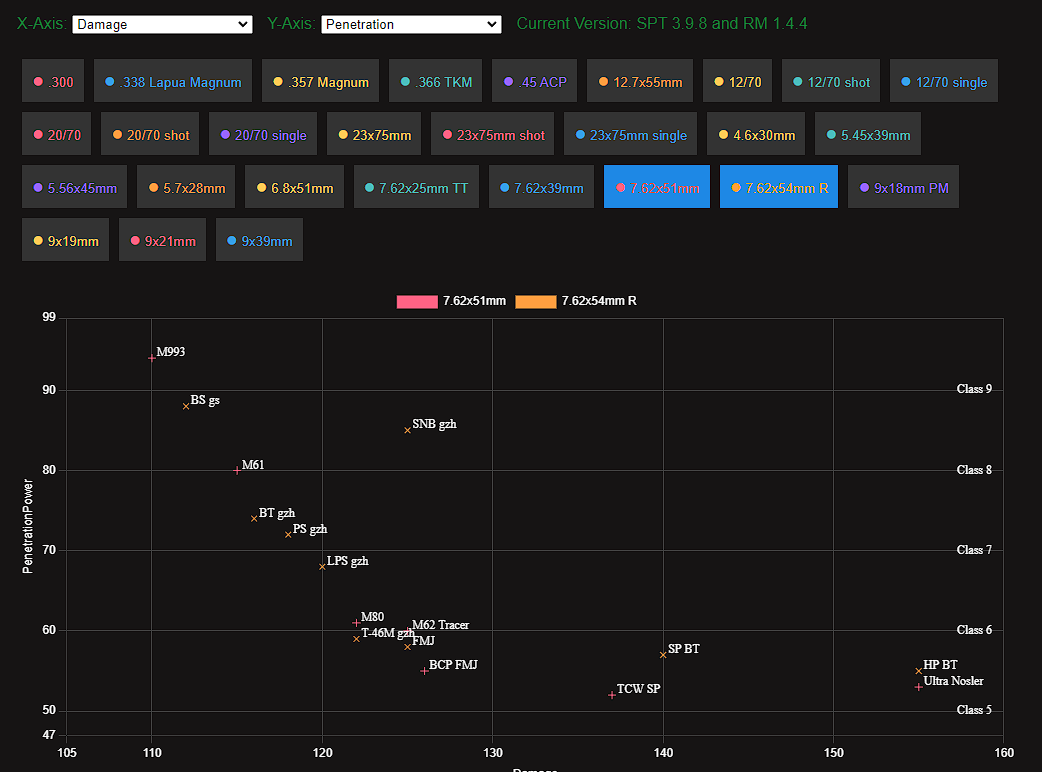 X-Axis: Damage Y-Axis: Penetration Current Version: SPT 3.9.8 and RM 1.4.4
.300 .338 Lapua Magnum .357 Magnum .366 TKM .45 ACP 12.7x55mm 12/70 12/70 shot 12/70 single
20/70 20/70 shot 20/70 single 23x75mm 23x75mm shot 23x75mm single 4.6x30mm 5.45x39mm
5.56x45mm 5.7x28mm 6.8x51mm 7.62x25mm TT 7.62x39mm 7.62x51mm 7.62x54mm R 9x18mm PM
9x19mm 9x21mm 9x39mm
7.62x51mm 7.62x54mm R
99
M993
90 Class 9
BS gs
SNB gzh
M61
80 Class 8
BT gzh
PS gzh
PenetrationPower
70 Class 7
LPS gzh
M80
M62 Tracer
60 Class 6
T-46M gzh
FMJ
SP BT
BCP FMJ
HP BT
Ultra Nosler
TCW SP
50 Class 5
47
105 110 120 130 140 150 160
Damage